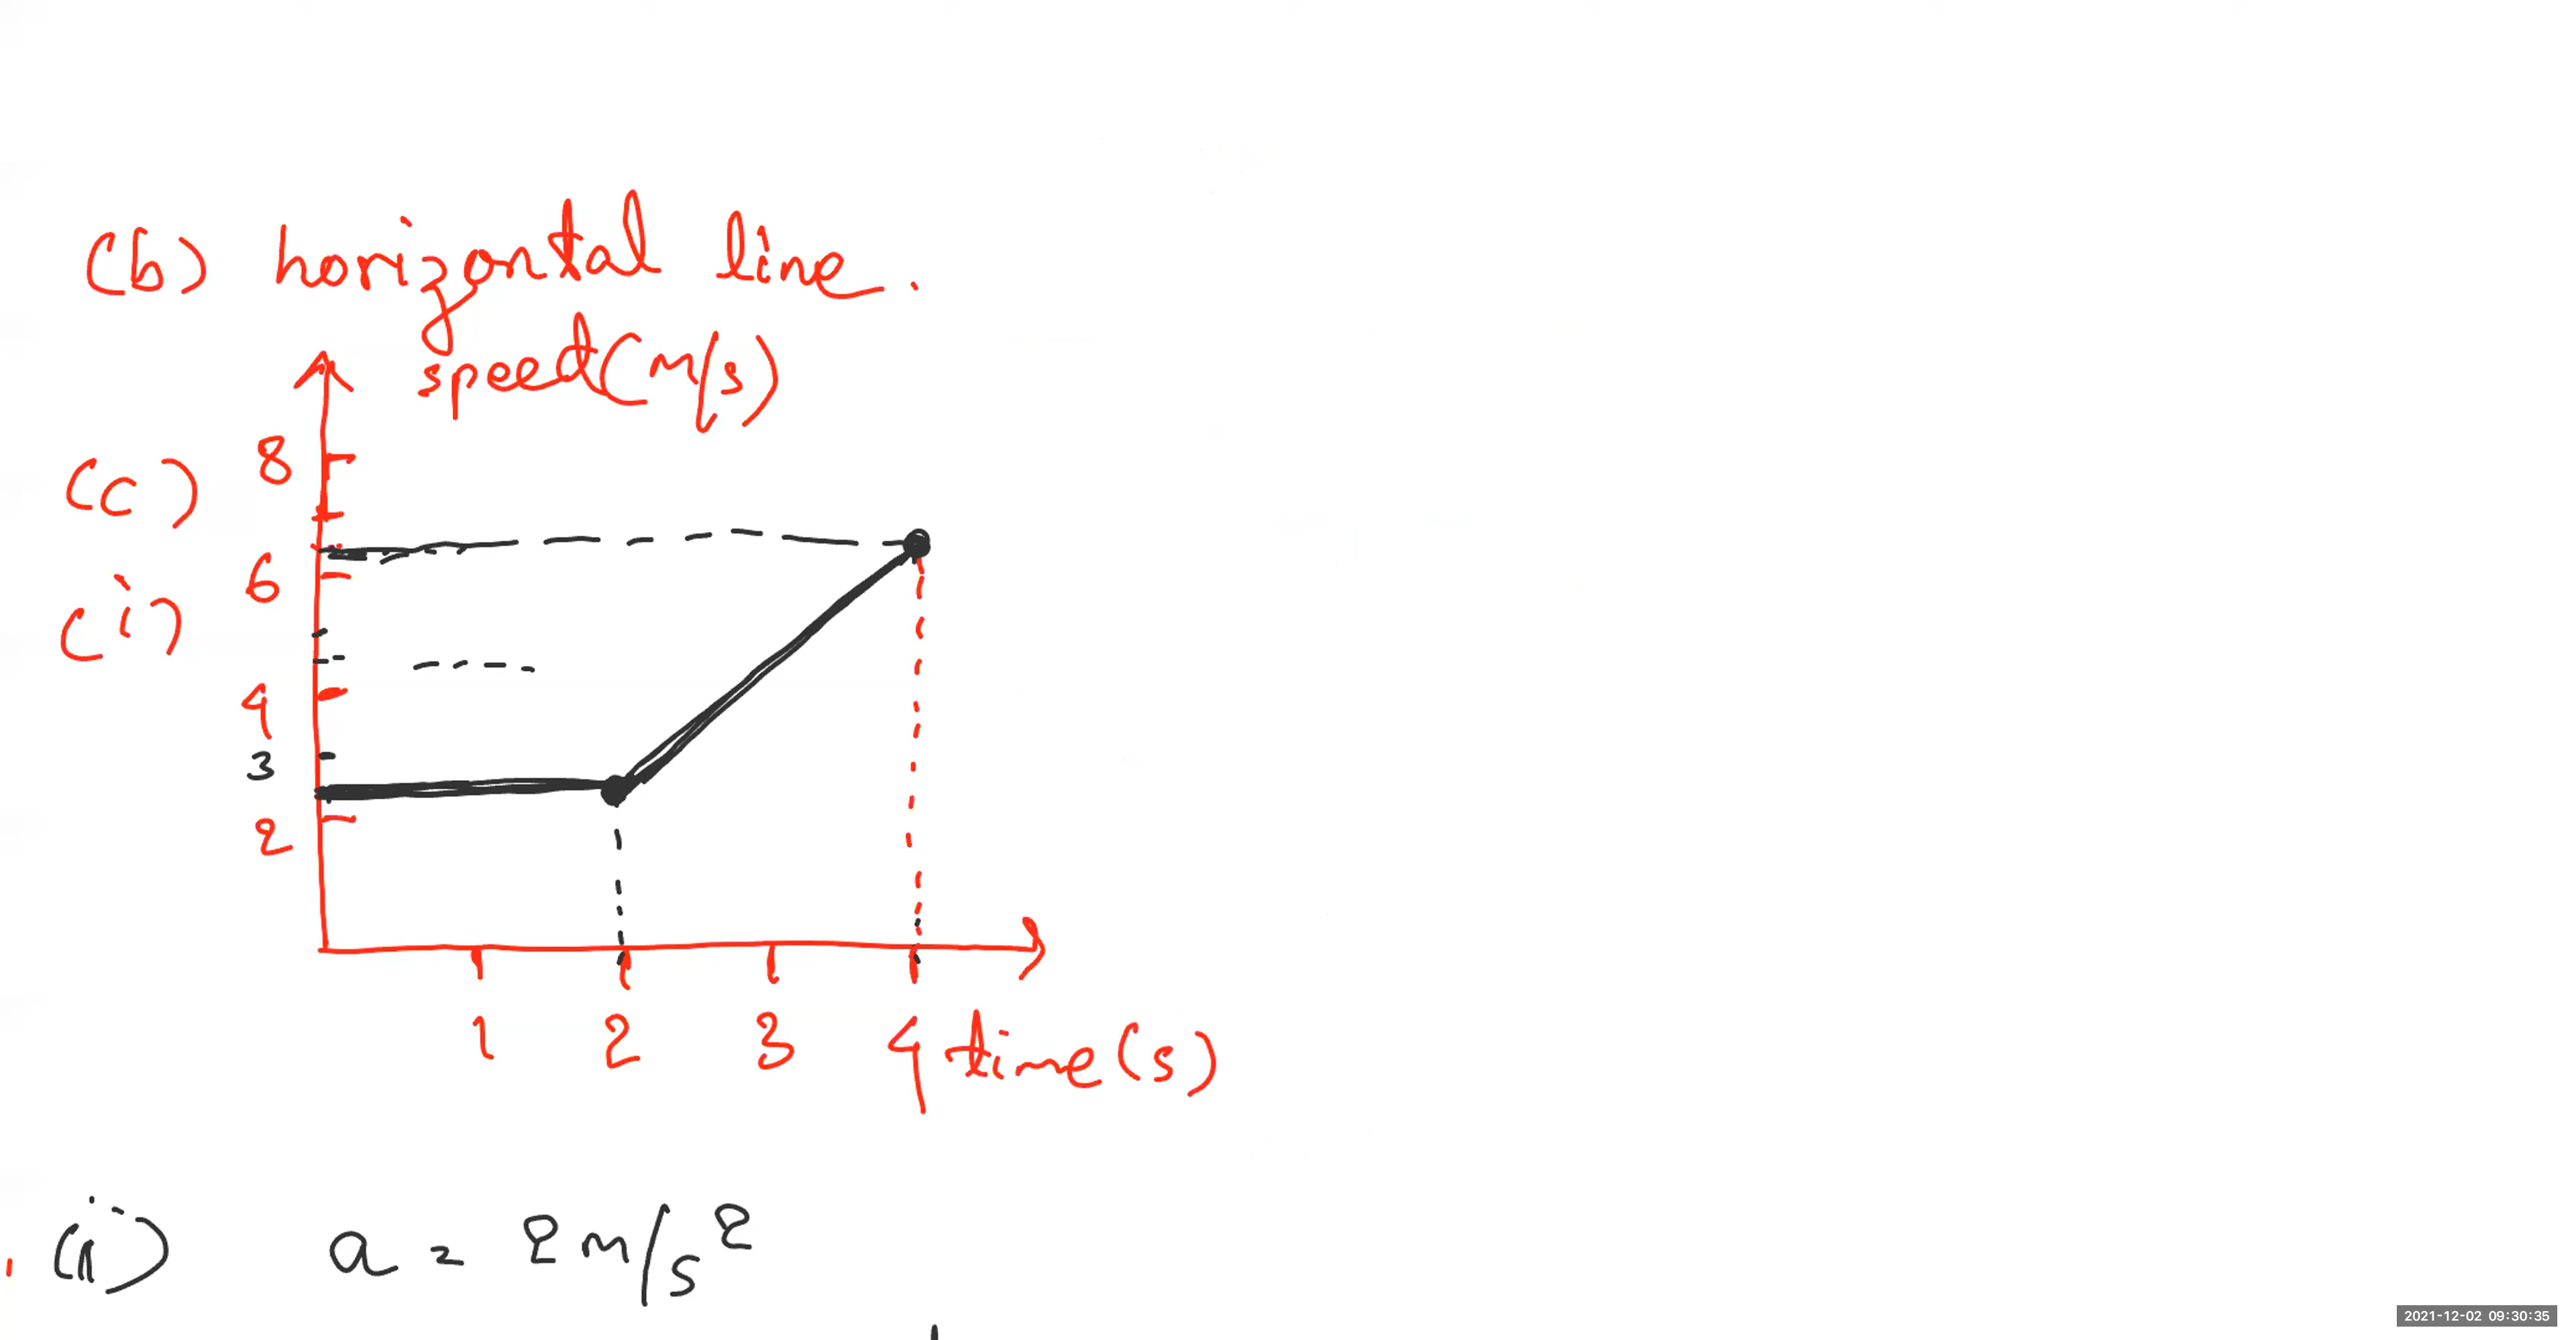 (b) horizontal line.
speed (m/s)
8
(c)
6
(i)
4
3
2
1 2 3 4 time (s)
(ii) a = 2 m/s²
2021-12-02 09:30:35